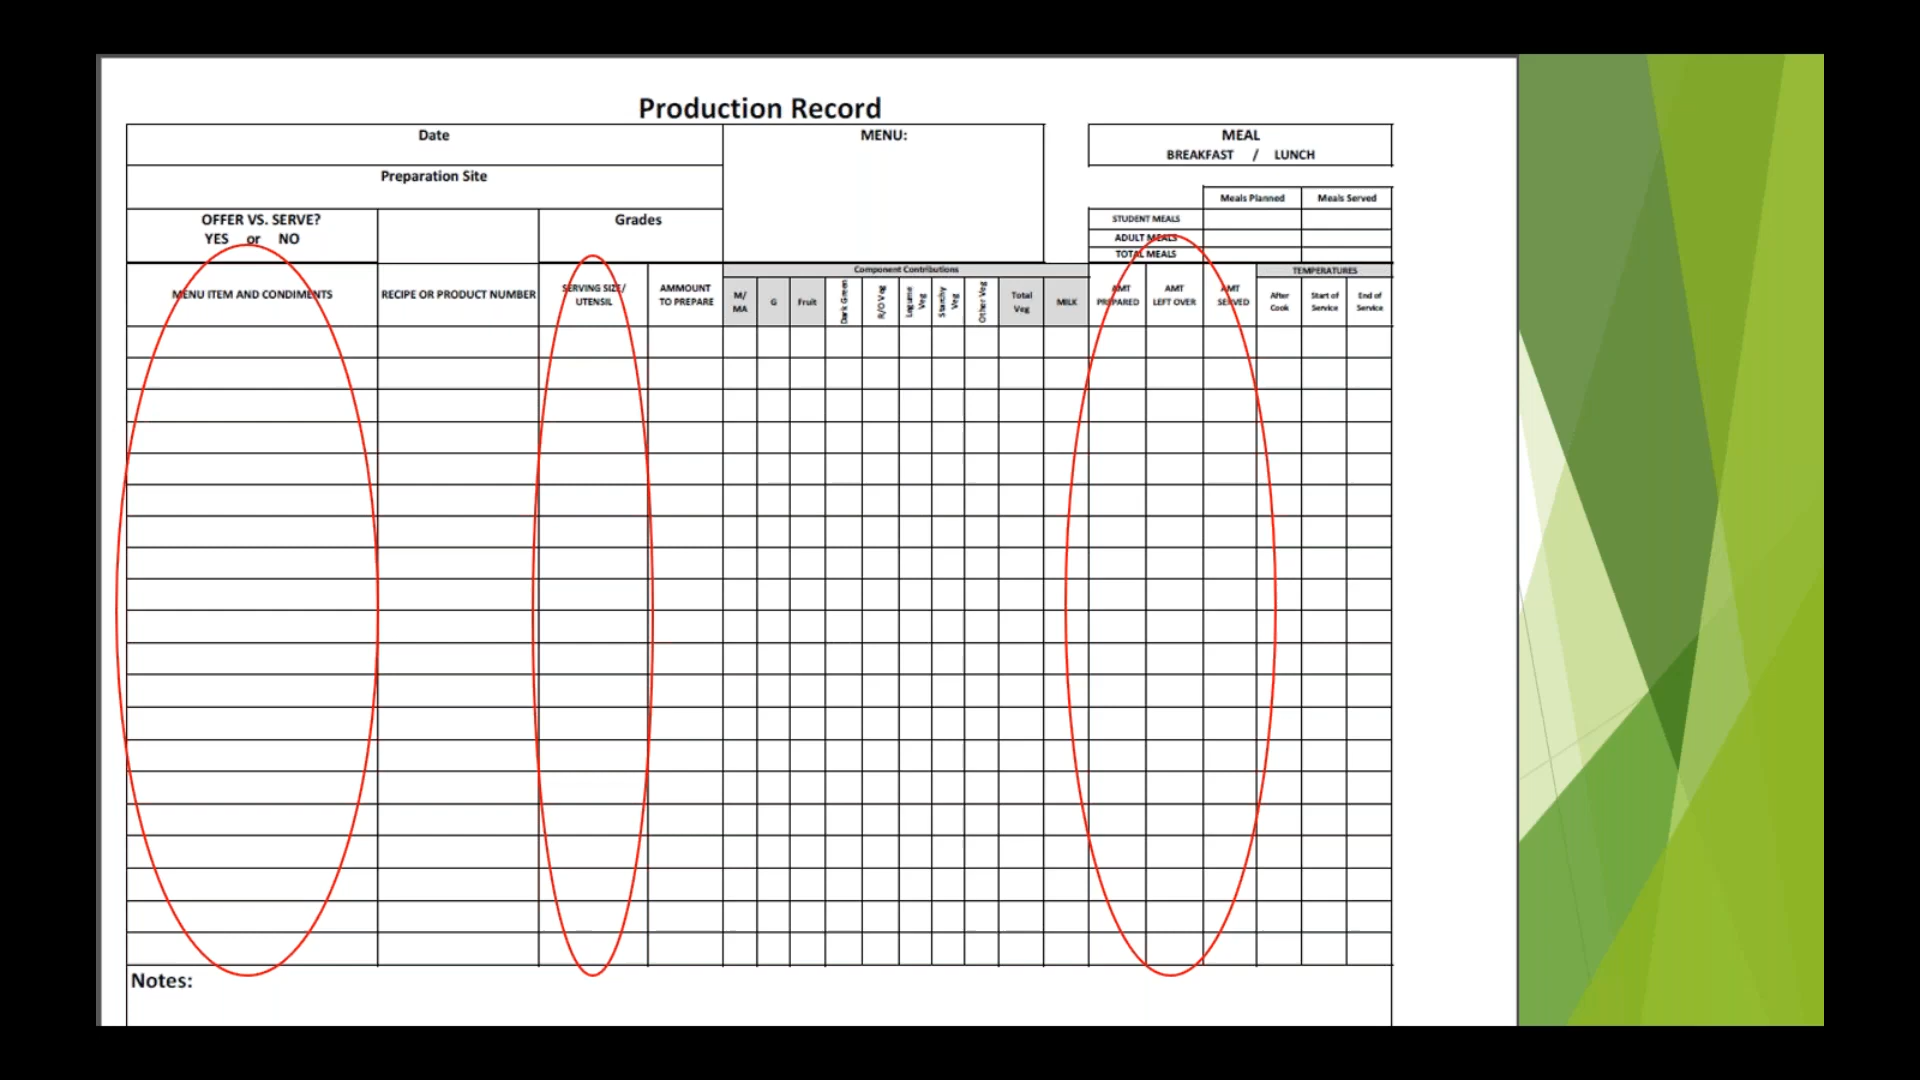 Production Record
Date
MENU:
MEAL
BREAKFAST / LUNCH
Preparation Site
Meals Planned
Meals Served
OFFER VS. SERVE?
YES or NO
Grades
STUDENT MEALS
ADULT MEALS
TOTAL MEALS
MENU ITEM AND CONDIMENTS
RECIPE OR PRODUCT NUMBER
SERVING SIZE/
UTENSIL
AMMOUNT
TO PREPARE
Component Contributions
M/
MA
G
Fruit
Dark Green
R/O Veg
Legume
Veg
Starchy
Veg
Other Veg
Total
Veg
MILK
AMT
PREPARED
AMT
LEFT OVER
AMT
SERVED
TEMPERATURES
After
Cook
Start of
Service
End of
Service
Notes: